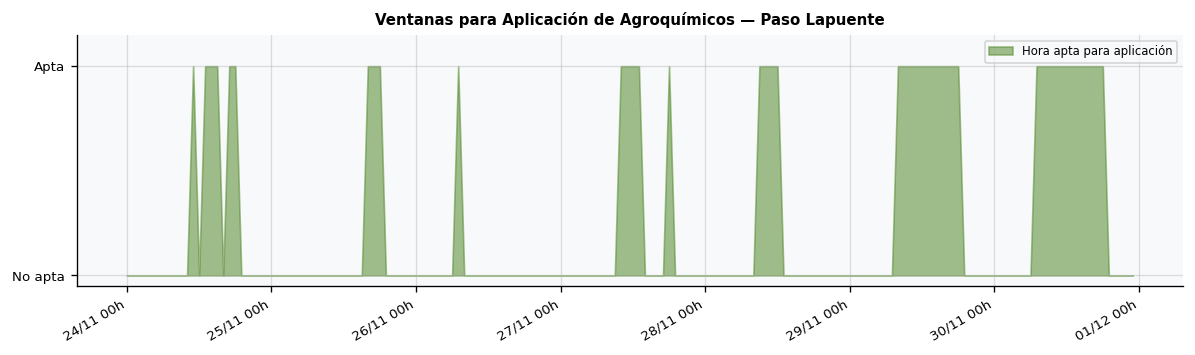 Ventanas para Aplicación de Agroquímicos — Paso Lapuente
Hora apta para aplicación
Apta
No apta
24/11 00h
25/11 00h
26/11 00h
27/11 00h
28/11 00h
29/11 00h
30/11 00h
01/12 00h